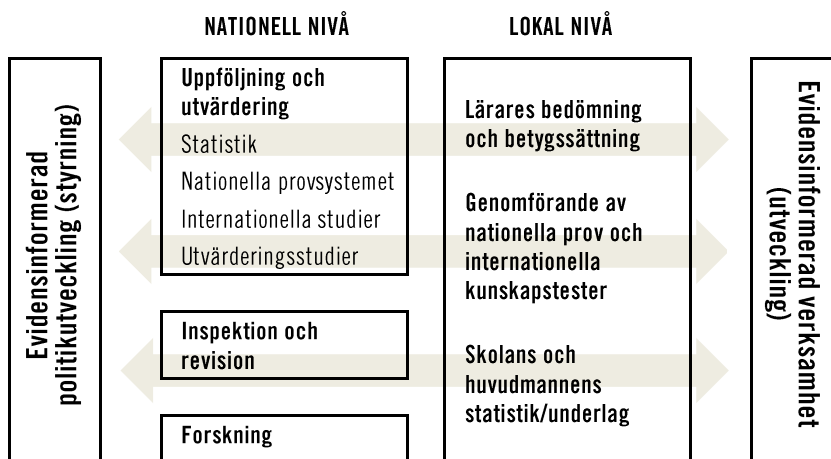 NATIONELL NIVÅ
LOKAL NIVÅ
Evidensinformerad
politikutveckling (styrning)
Uppföljning och
utvärdering
Statistik
Nationella provsystemet
Internationella studier
Utvärderingsstudier
Inspektion och
revision
Forskning
Lärares bedömning
och betygssättning
Genomförande av
nationella prov och
internationella
kunskapstester
Skolans och
huvudmannens
statistik/underlag
Evidensinformerad verksamhet
(utveckling)